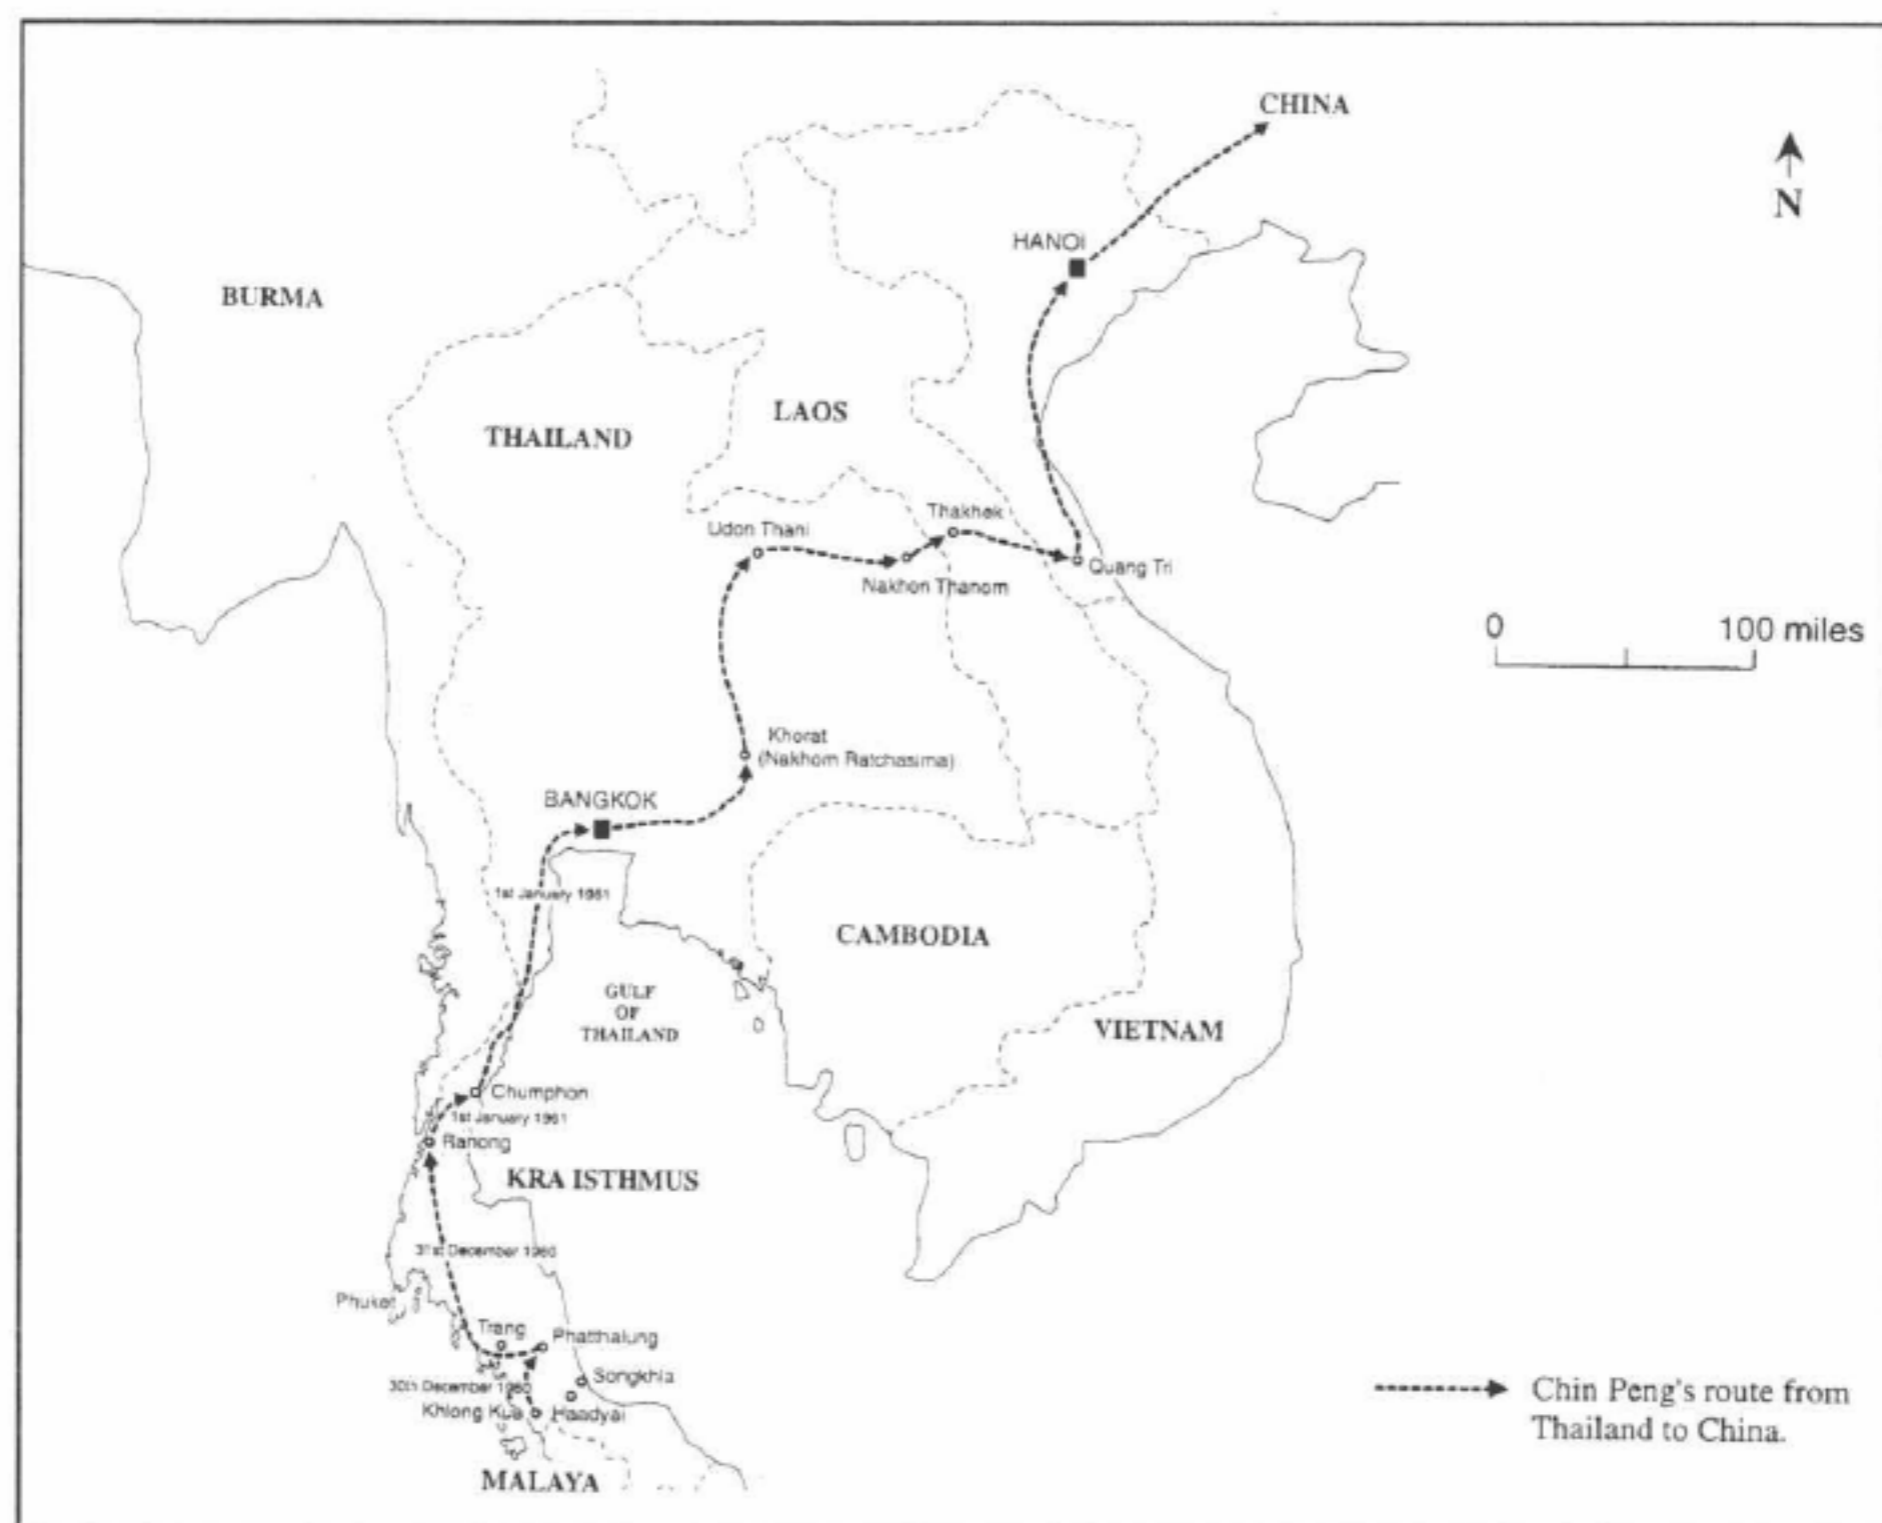 CHINA
N
HANOI
BURMA
LAOS
THAILAND
Thakhek
Udon Thani
Quang Tri
Nakhon Thanom
0 100 miles
Khorat
(Nakhom Ratchasima)
BANGKOK
1st January 1961
CAMBODIA
GULF
OF
THAILAND
VIETNAM
Chumphon
1st January 1961
Ranong
KRA ISTHMUS
31st December 1960
Phuket
Trang
Phatthalung
Songkhla
30th December 1960
Khlong Kua
Haadyai
Chin Peng's route from
Thailand to China.
MALAYA